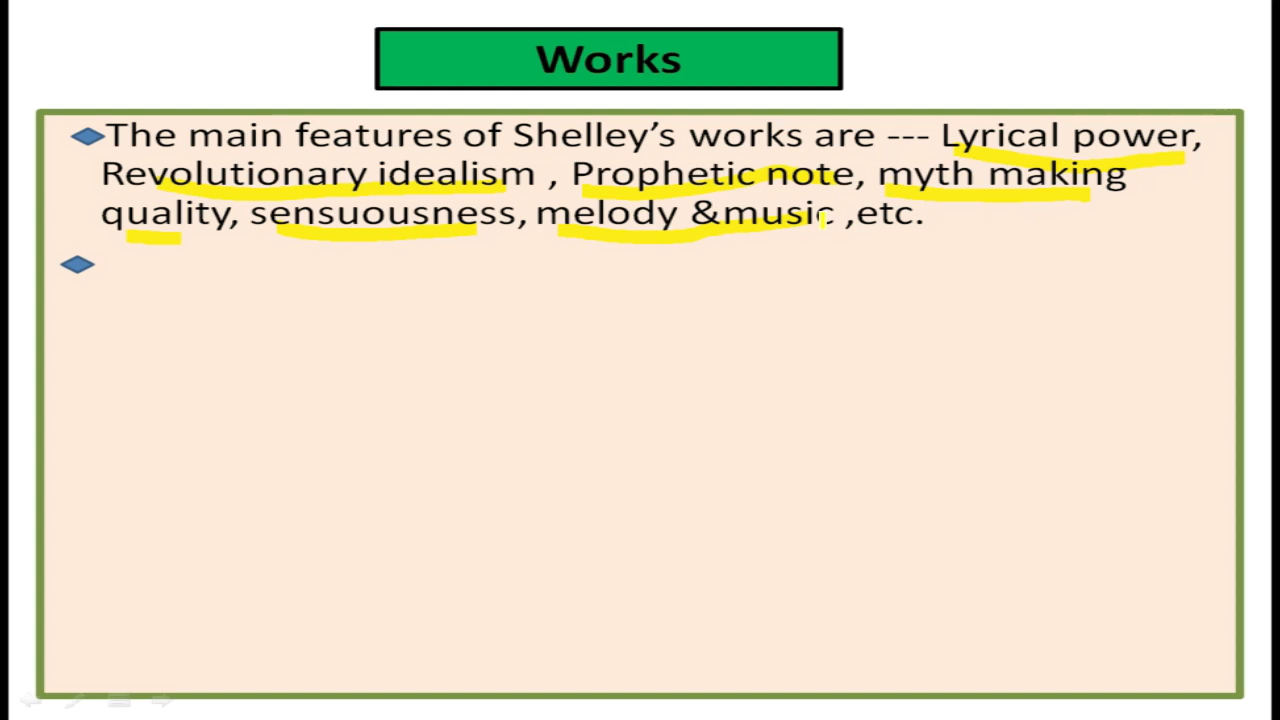 Works
The main features of Shelley’s works are --- Lyrical power,
Revolutionary idealism , Prophetic note, myth making
quality, sensuousness, melody &music ,etc.